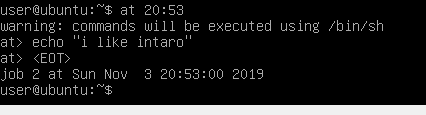 user@ubuntu:~$ at 20:53
warning: commands will be executed using /bin/sh
at> echo "i like intaro"
at> <EOT>
job 2 at Sun Nov  3 20:53:00 2019
user@ubuntu:~$